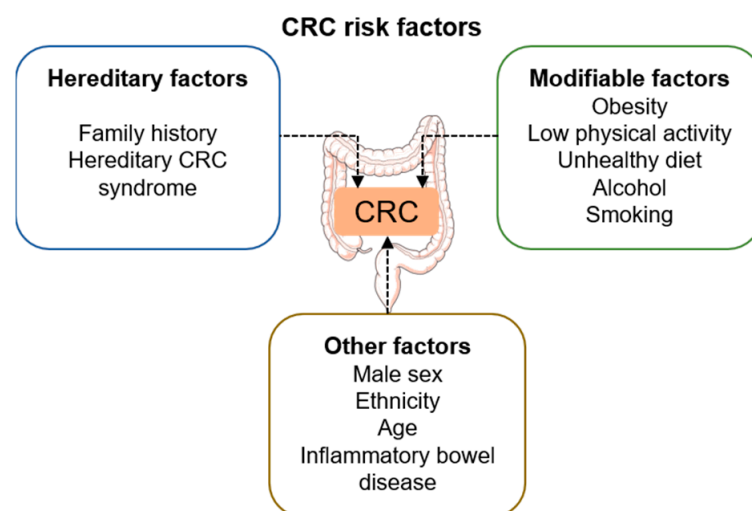 CRC risk factors
Hereditary factors
Family history
Hereditary CRC
syndrome
Modifiable factors
Obesity
Low physical activity
Unhealthy diet
Alcohol
Smoking
CRC
Other factors
Male sex
Ethnicity
Age
Inflammatory bowel
disease